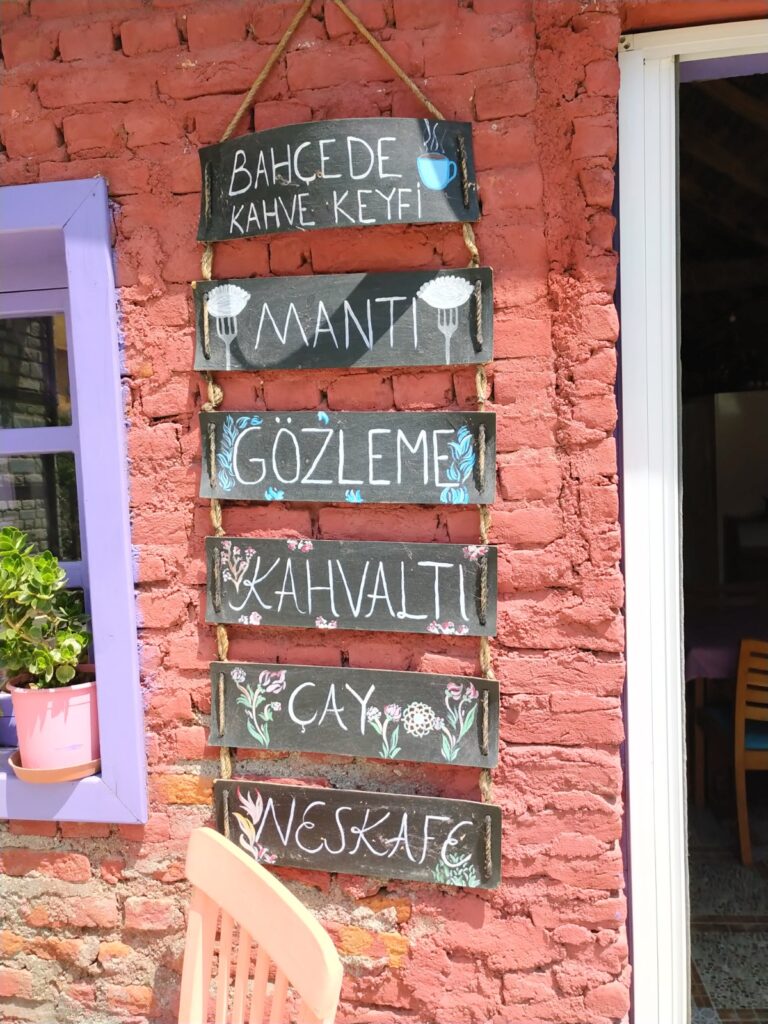 BAHÇEDE
KAHVE KEYFİ
MANTI
GÖZLEME
KAHVALTI
ÇAY
NESKAFE